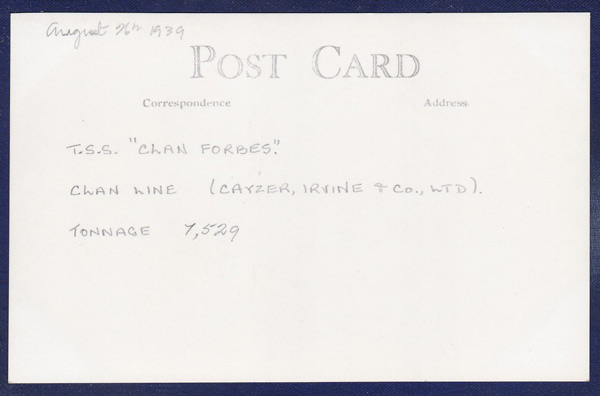 August 26th 1939
POST CARD
Correspondence Address
T.S.S. "CLAN FORBES".
CLAN LINE (CAYZER, IRVINE & CO., LTD).
TONNAGE 7,529